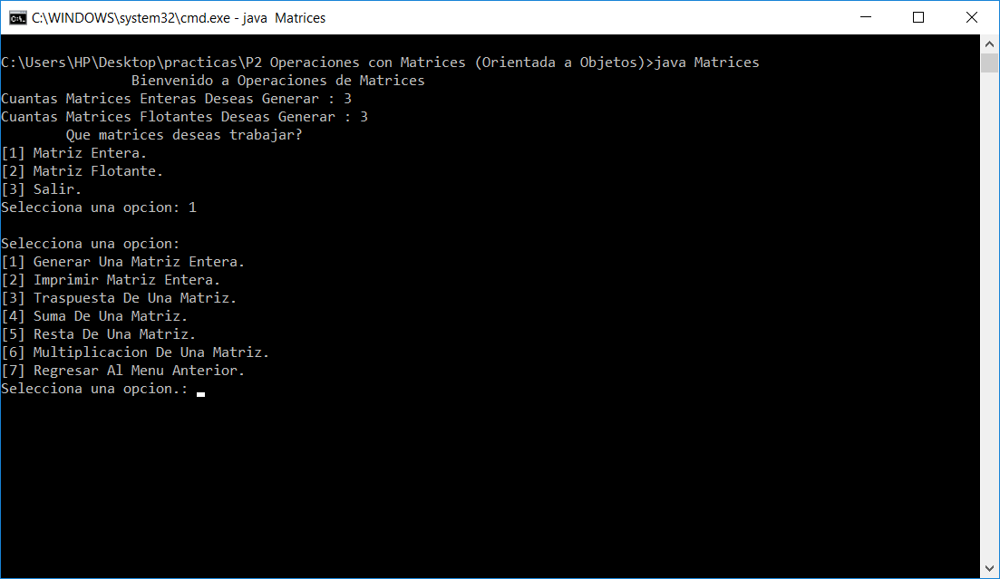 C:\WINDOWS\system32\cmd.exe - java  Matrices
C:\Users\HP\Desktop\practicas\P2 Operaciones con Matrices (Orientada a Objetos)>java Matrices
Bienvenido a Operaciones de Matrices
Cuantas Matrices Enteras Deseas Generar : 3
Cuantas Matrices Flotantes Deseas Generar : 3
Que matrices deseas trabajar?
[1] Matriz Entera.
[2] Matriz Flotante.
[3] Salir.
Selecciona una opcion: 1
Selecciona una opcion:
[1] Generar Una Matriz Entera.
[2] Imprimir Matriz Entera.
[3] Traspuesta De Una Matriz.
[4] Suma De Una Matriz.
[5] Resta De Una Matriz.
[6] Multiplicacion De Una Matriz.
[7] Regresar Al Menu Anterior.
Selecciona una opcion.: